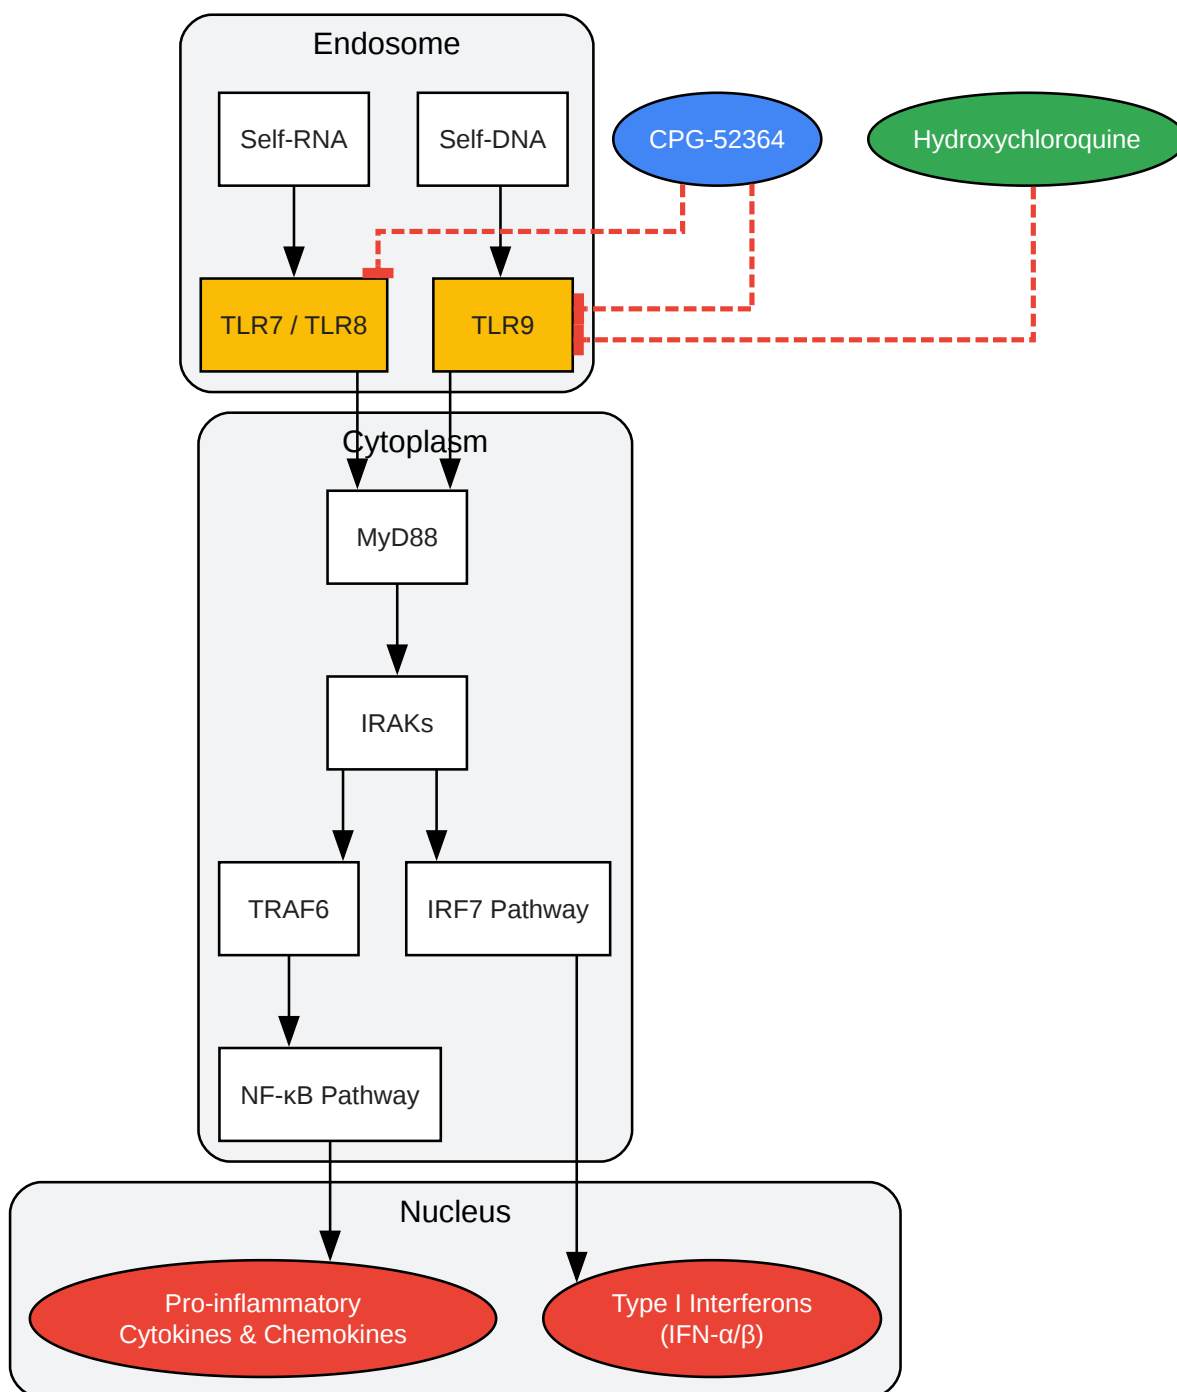 Endosome
Self-RNA
Self-DNA
CPG-52364
Hydroxychloroquine
TLR7 / TLR8
TLR9
Cytoplasm
MyD88
IRAKs
TRAF6
IRF7 Pathway
NF-κB Pathway
Nucleus
Pro-inflammatory
Cytokines & Chemokines
Type I Interferons
(IFN-α/β)